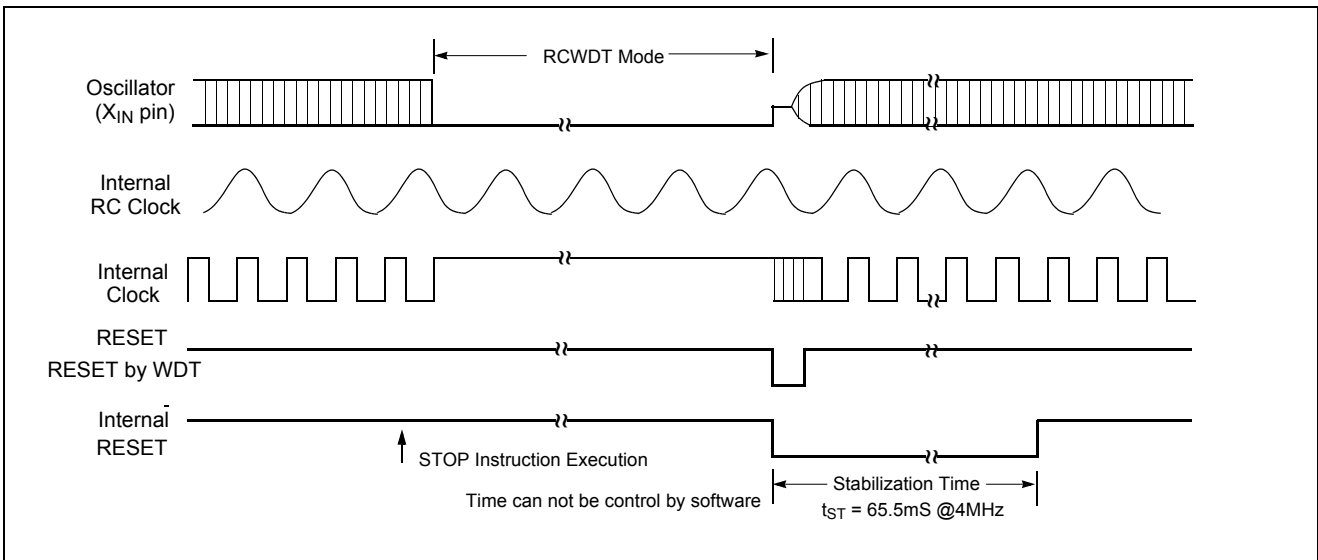 RCWDT Mode
Oscillator
(XIN pin)
Internal
RC Clock
Internal
Clock
RESET
RESET by WDT
Internal
RESET
STOP Instruction Execution
Time can not be control by software
Stabilization Time
tST = 65.5mS @4MHz